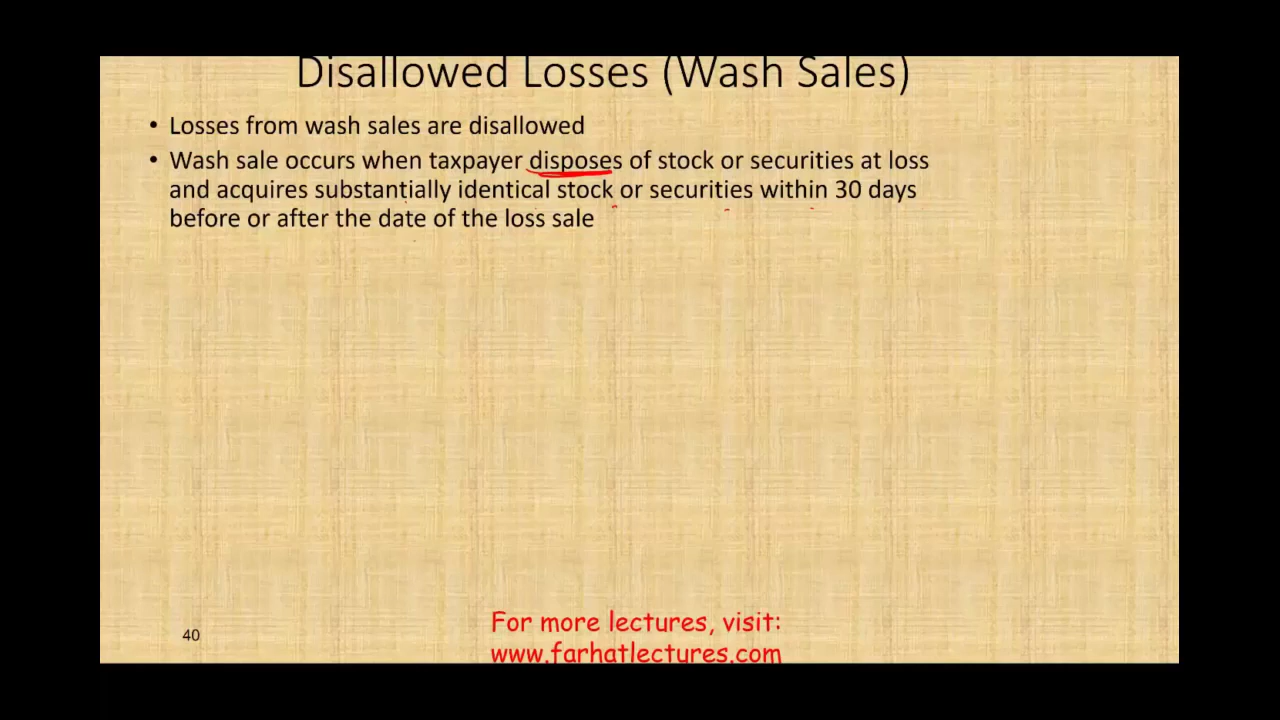 Disallowed Losses (Wash Sales)
• Losses from wash sales are disallowed
• Wash sale occurs when taxpayer disposes of stock or securities at loss
and acquires substantially identical stock or securities within 30 days
before or after the date of the loss sale
40
For more lectures, visit:
www.farhatlectures.com